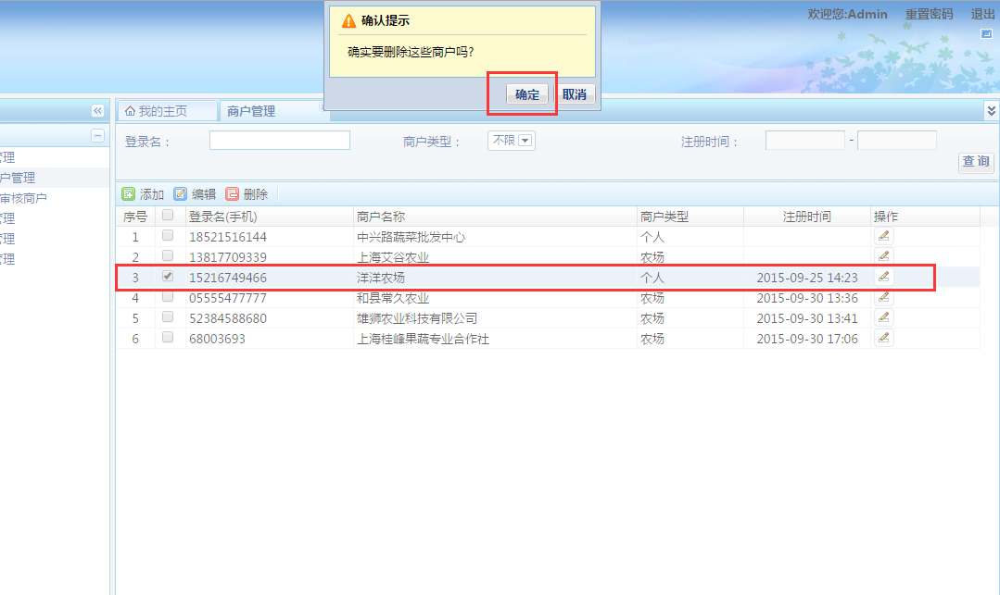 确认提示
确实要删除这些商户吗?
确定 取消
欢迎您:Admin 重置密码 退出
我的主页 商户管理
登录名： 商户类型： 不限 注册时间： -
查询
管理
户管理
审核商户
管理
管理
管理
添加 编辑 删除
序号 登录名(手机) 商户名称 商户类型 注册时间 操作
1 18521516144 中兴路蔬菜批发中心 个人
2 13817709339 上海艾谷农业 农场
3 15216749466 洋洋农场 个人 2015-09-25 14:23
4 05555477777 和县常久农业 农场 2015-09-30 13:36
5 52384588680 雄狮农业科技有限公司 农场 2015-09-30 13:41
6 68003693 上海桂峰果蔬专业合作社 农场 2015-09-30 17:06